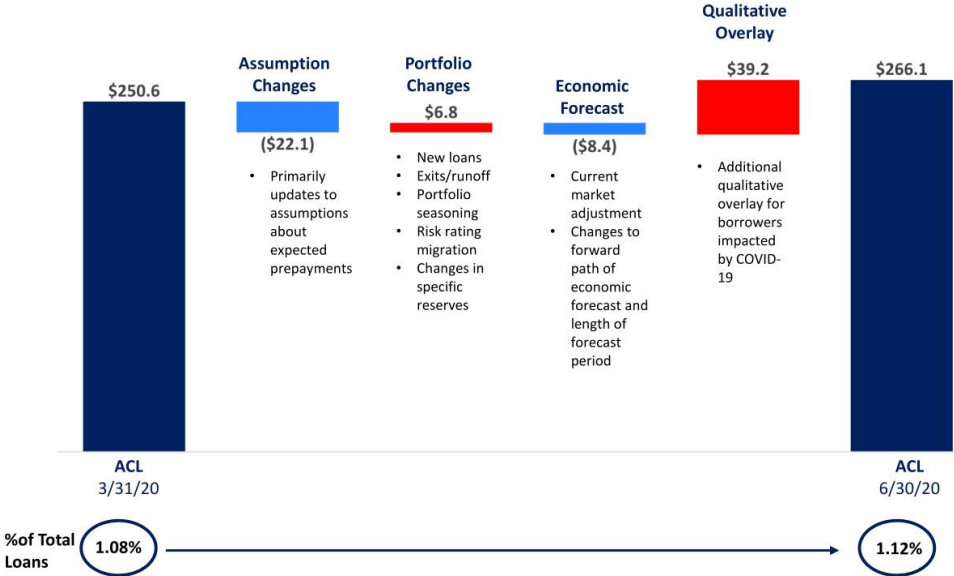 $250.6
Assumption
Changes
($22.1)
• Primarily
updates to
assumptions
about
expected
prepayments
Portfolio
Changes
$6.8
• New loans
• Exits/runoff
• Portfolio
seasoning
• Risk rating
migration
• Changes in
specific
reserves
Economic
Forecast
($8.4)
• Current
market
adjustment
• Changes to
forward
path of
economic
forecast and
length of
forecast
period
Qualitative
Overlay
$39.2
• Additional
qualitative
overlay for
borrowers
impacted
by COVID-
19
$266.1
ACL
3/31/20
ACL
6/30/20
%of Total
Loans
1.08%
1.12%